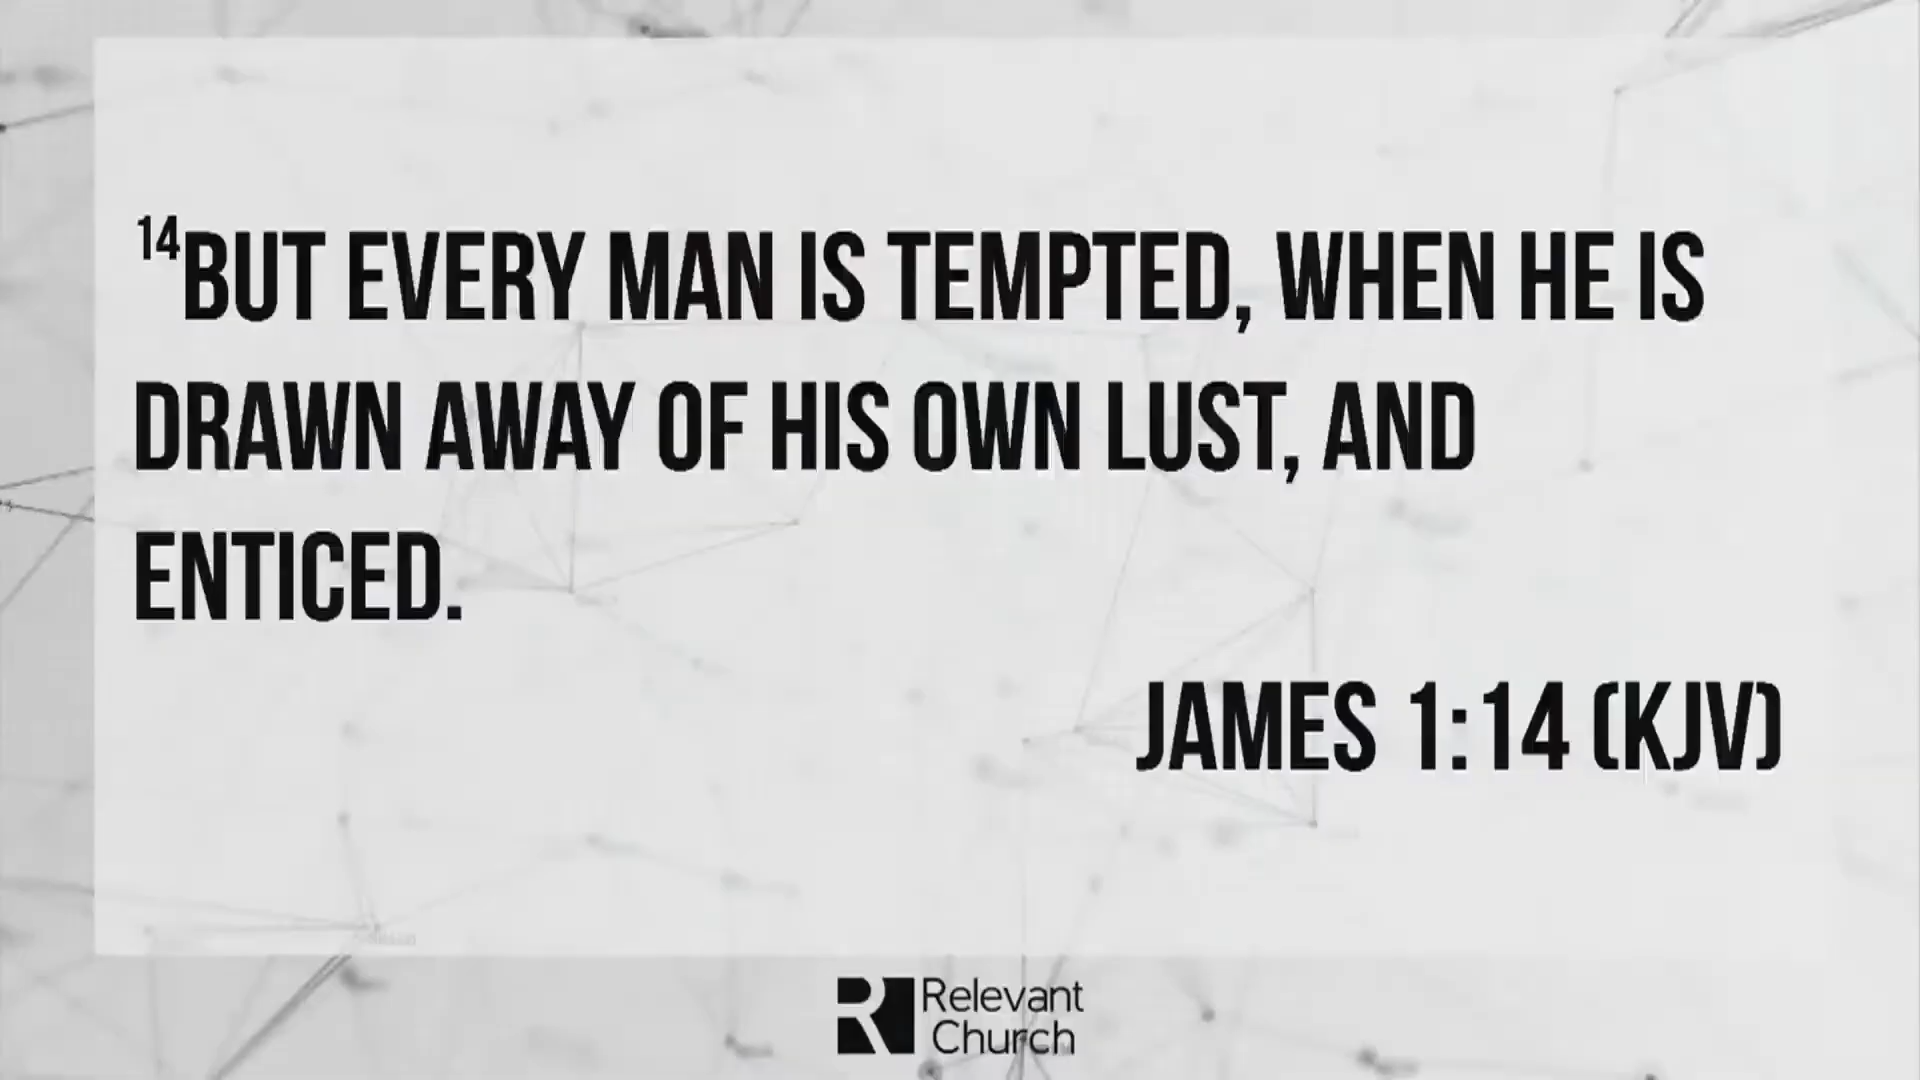 14BUT EVERY MAN IS TEMPTED, WHEN HE IS
DRAWN AWAY OF HIS OWN LUST, AND
ENTICED.
JAMES 1:14 (KJV)
Relevant
Church